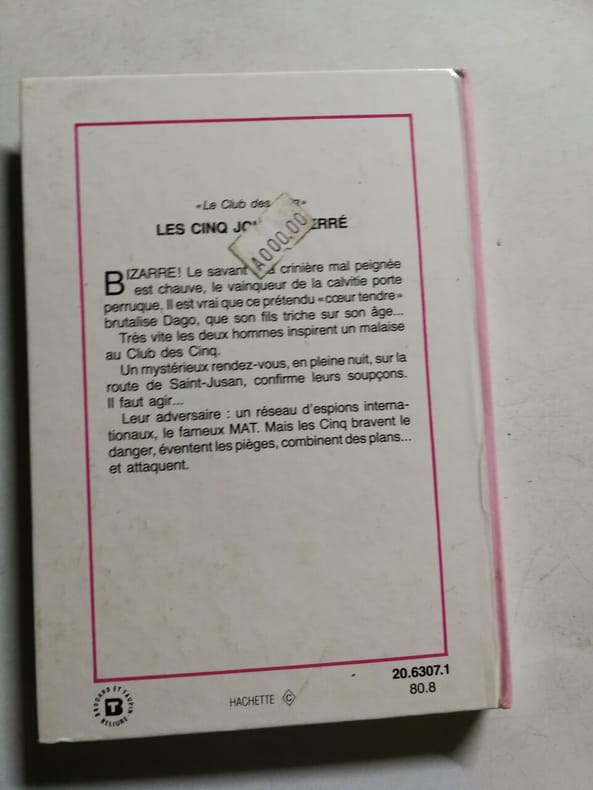 «Le Club des
LES CINQ ERRÉ
A000.00
BIZARRE! Le savant crinière mal peignée
est chauve, le vainqueur de la calvitie porte
perruque. Il est vrai que ce prétendu «cœur tendre»
brutalise Dago, que son fils triche sur son âge...
Très vite les deux hommes inspirent un malaise
au Club des Cinq.
Un mystérieux rendez-vous, en pleine nuit, sur la
route de Saint-Jusan, confirme leurs soupçons.
Il faut agir...
Leur adversaire : un réseau d'espions interna-
tionaux, le fameux MAT. Mais les Cinq bravent le
danger, éventent les pièges, combinent des plans...
et attaquent.
20.6307.1
80.8
HACHETTE C
BRODARD ET TAUPIN
BT
RELIURE